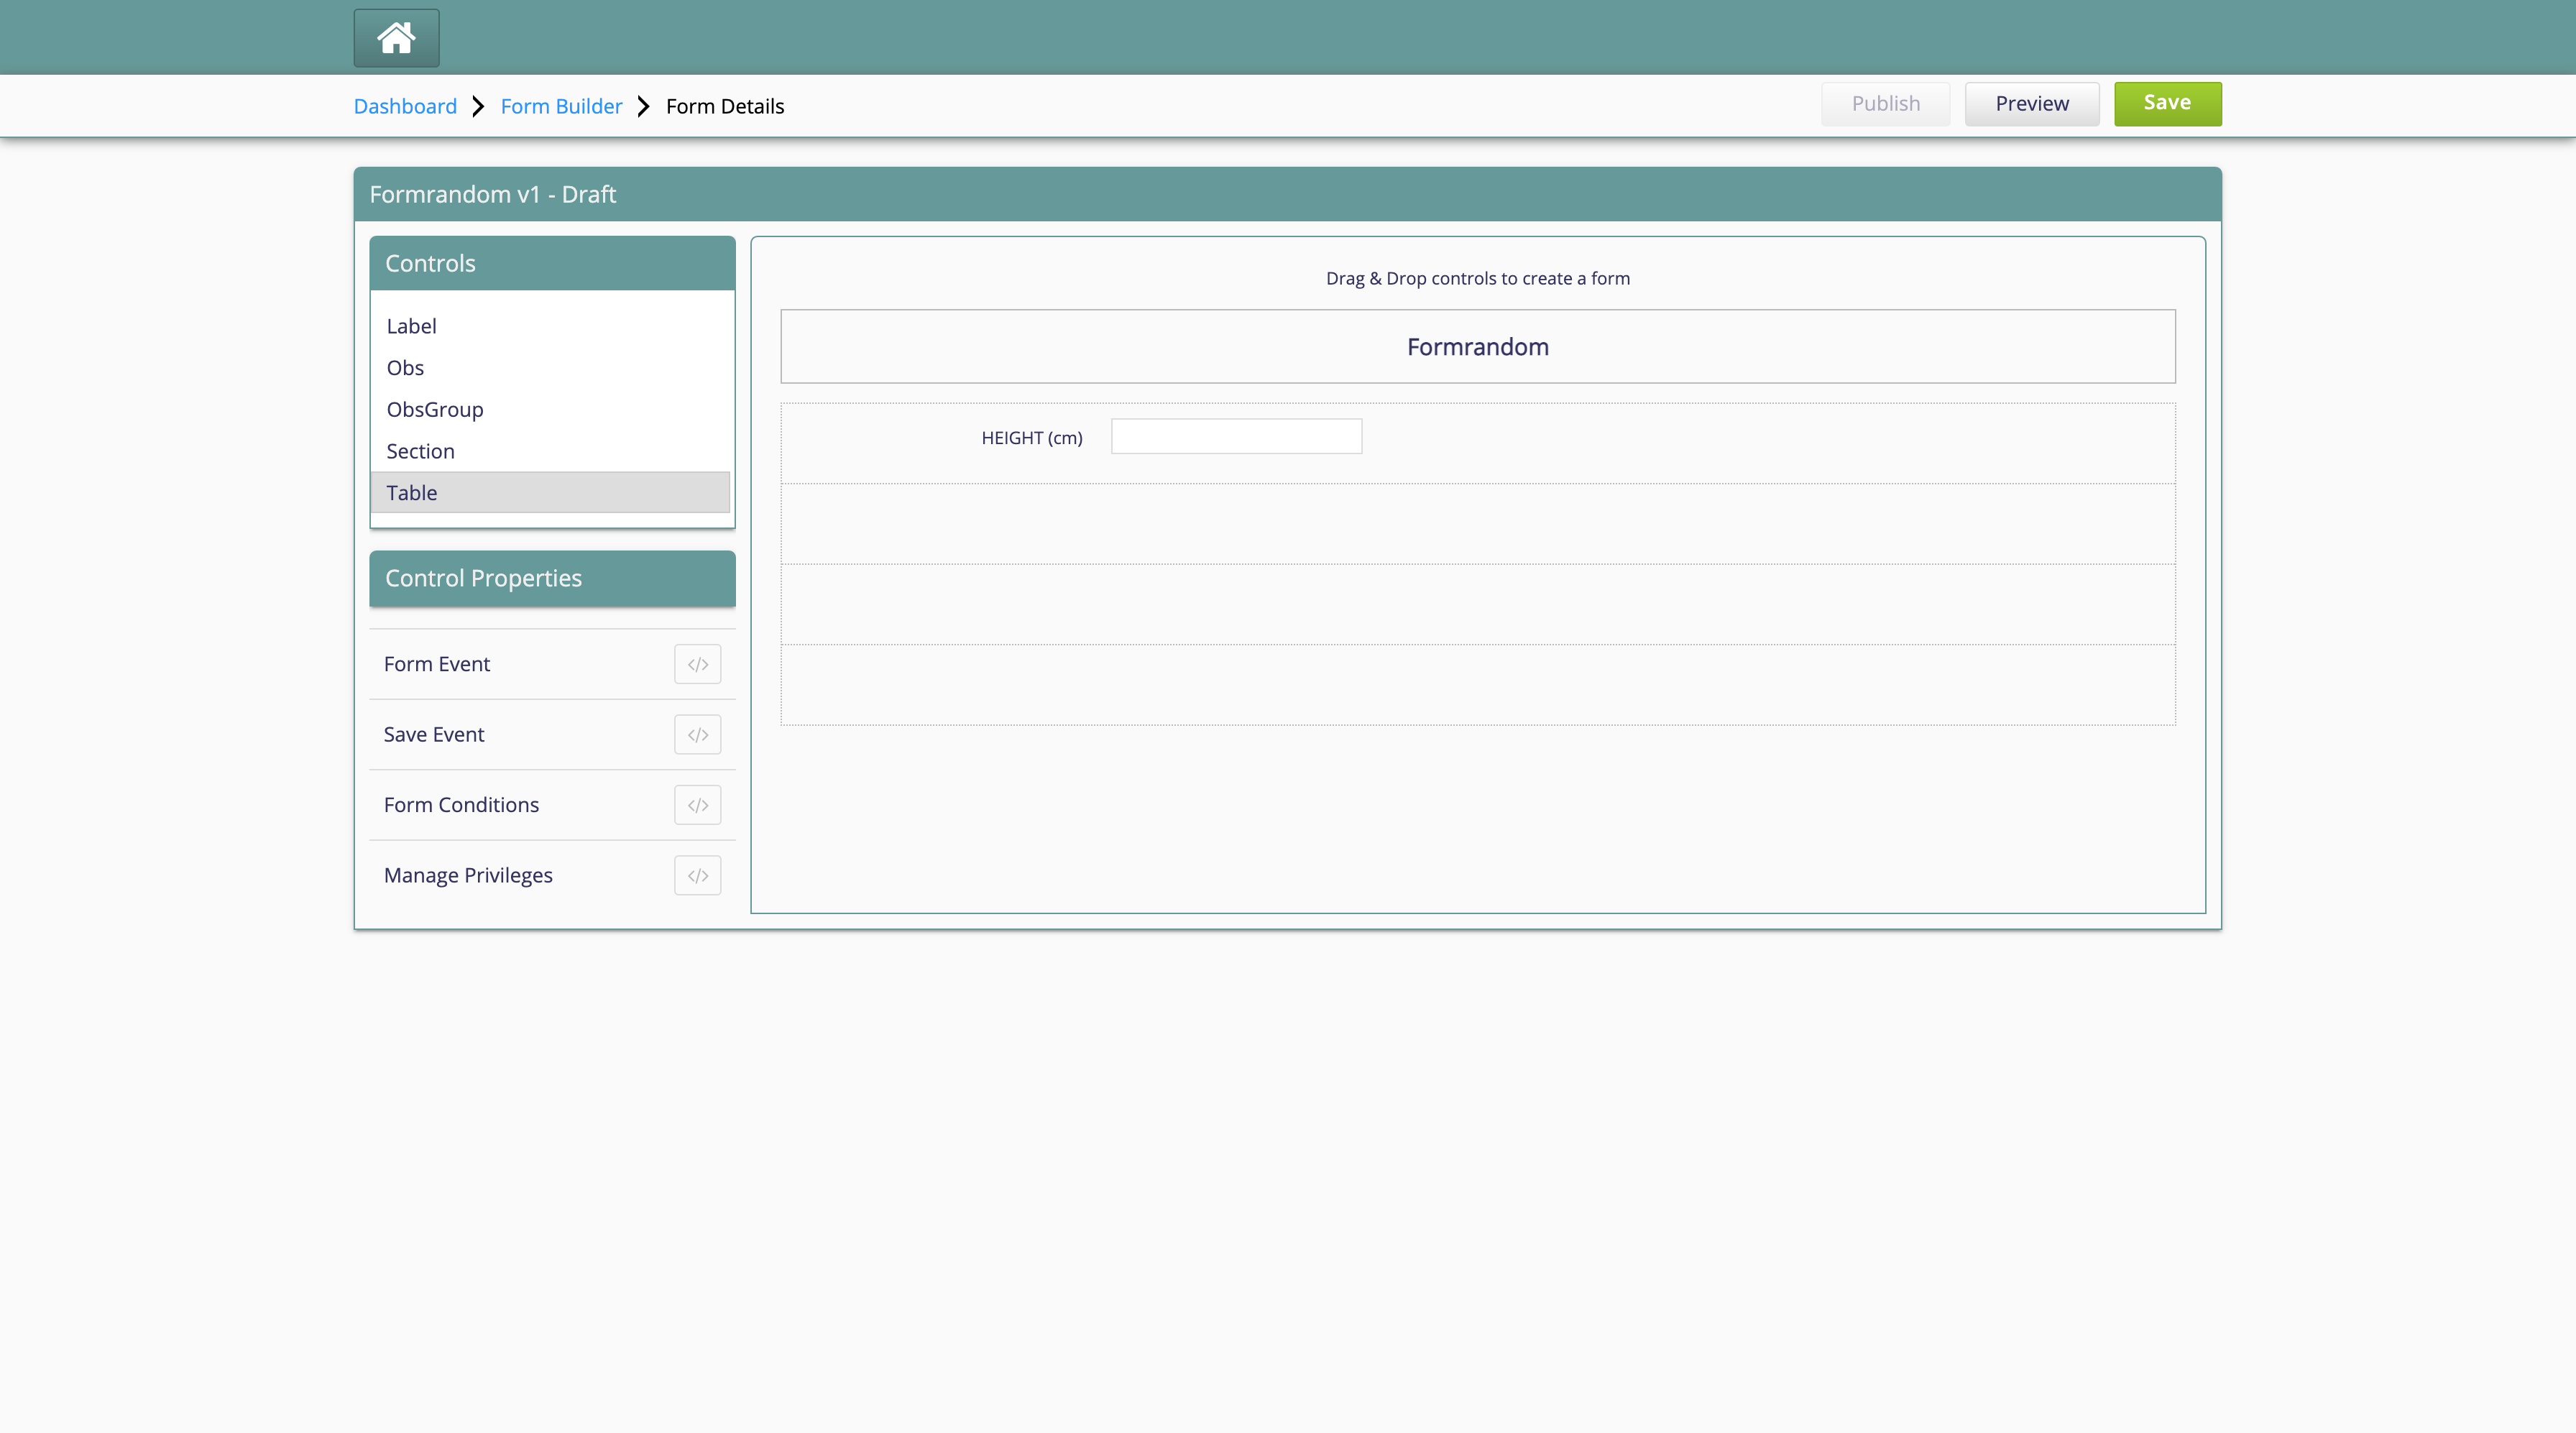 Dashboard Form Builder Form Details
Publish Preview Save
Formrandom v1 - Draft
Controls
Label
Obs
ObsGroup
Section
Table
Control Properties
Form Event </>
Save Event </>
Form Conditions </>
Manage Privileges </>
Drag & Drop controls to create a form
Formrandom
HEIGHT (cm)